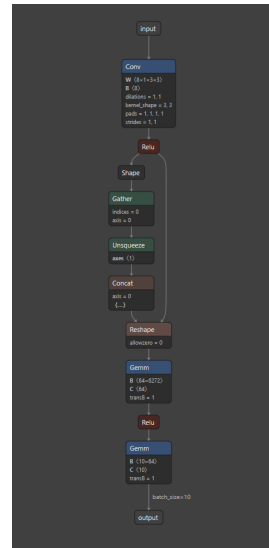 input
Conv
W ⟨8×1×3×3⟩
B ⟨8⟩
dilations = 1, 1
kernel_shape = 3, 3
pads = 1, 1, 1, 1
strides = 1, 1
Relu
Shape
Gather
indices = 0
axis = 0
Unsqueeze
axes ⟨1⟩
Concat
axis = 0
⟨...⟩
Reshape
allowzero = 0
Gemm
B ⟨64×6272⟩
C ⟨64⟩
transB = 1
Relu
Gemm
B ⟨10×64⟩
C ⟨10⟩
transB = 1
batch_size×10
output